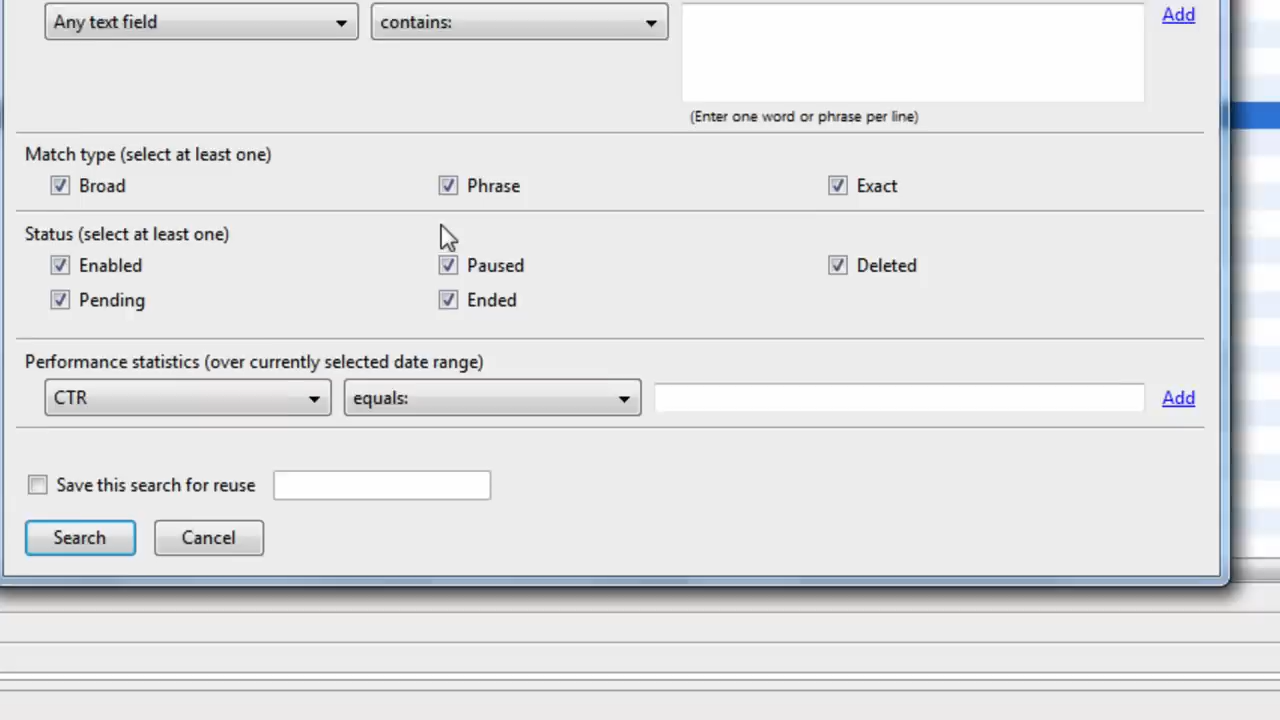 Any text field contains: Add
(Enter one word or phrase per line)
Match type (select at least one)
Broad Phrase Exact
Status (select at least one)
Enabled Paused Deleted
Pending Ended
Performance statistics (over currently selected date range)
CTR equals: Add
Save this search for reuse
Search Cancel